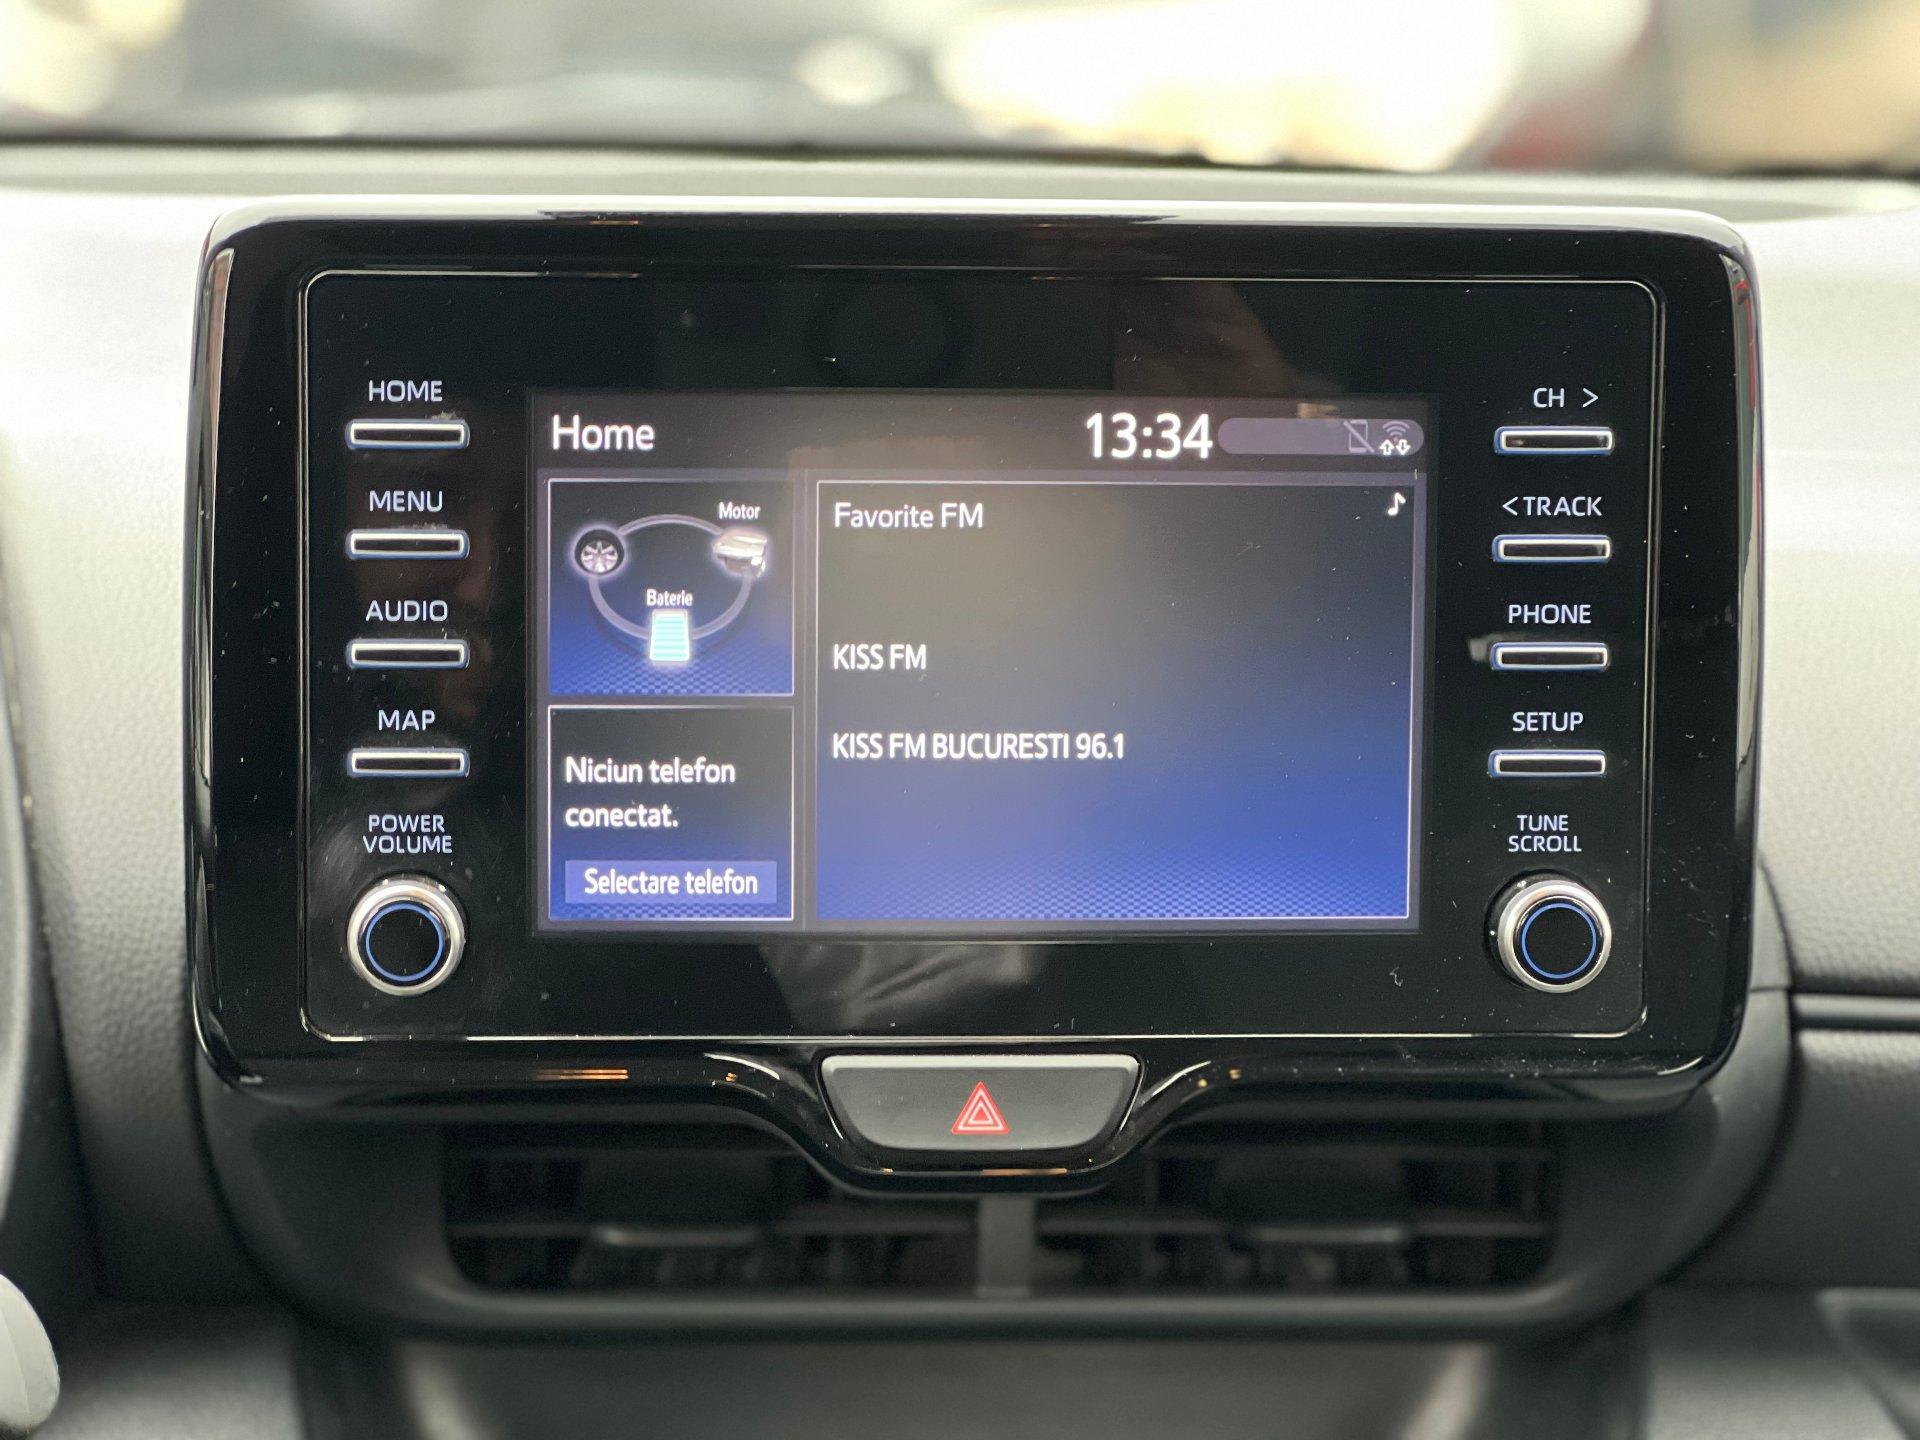 HOME
MENU
AUDIO
MAP
POWER
VOLUME
Home
13:34
Motor
Baterie
Niciun telefon
conectat.
Selectare telefon
Favorite FM
KISS FM
KISS FM BUCURESTI 96.1
CH >
< TRACK
PHONE
SETUP
TUNE
SCROLL